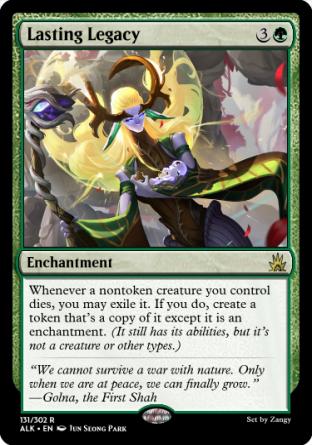 Lasting Legacy 3
Enchantment
Whenever a nontoken creature you control
dies, you may exile it. If you do, create a
token that's a copy of it except it is an
enchantment. (It still has its abilities, but it's
not a creature or other types.)
“We cannot survive a war with nature. Only
when we are at peace, we can finally grow.”
—Golna, the First Shah
131/302 R
ALK • EN Jun Seong Park
Set by Zangy